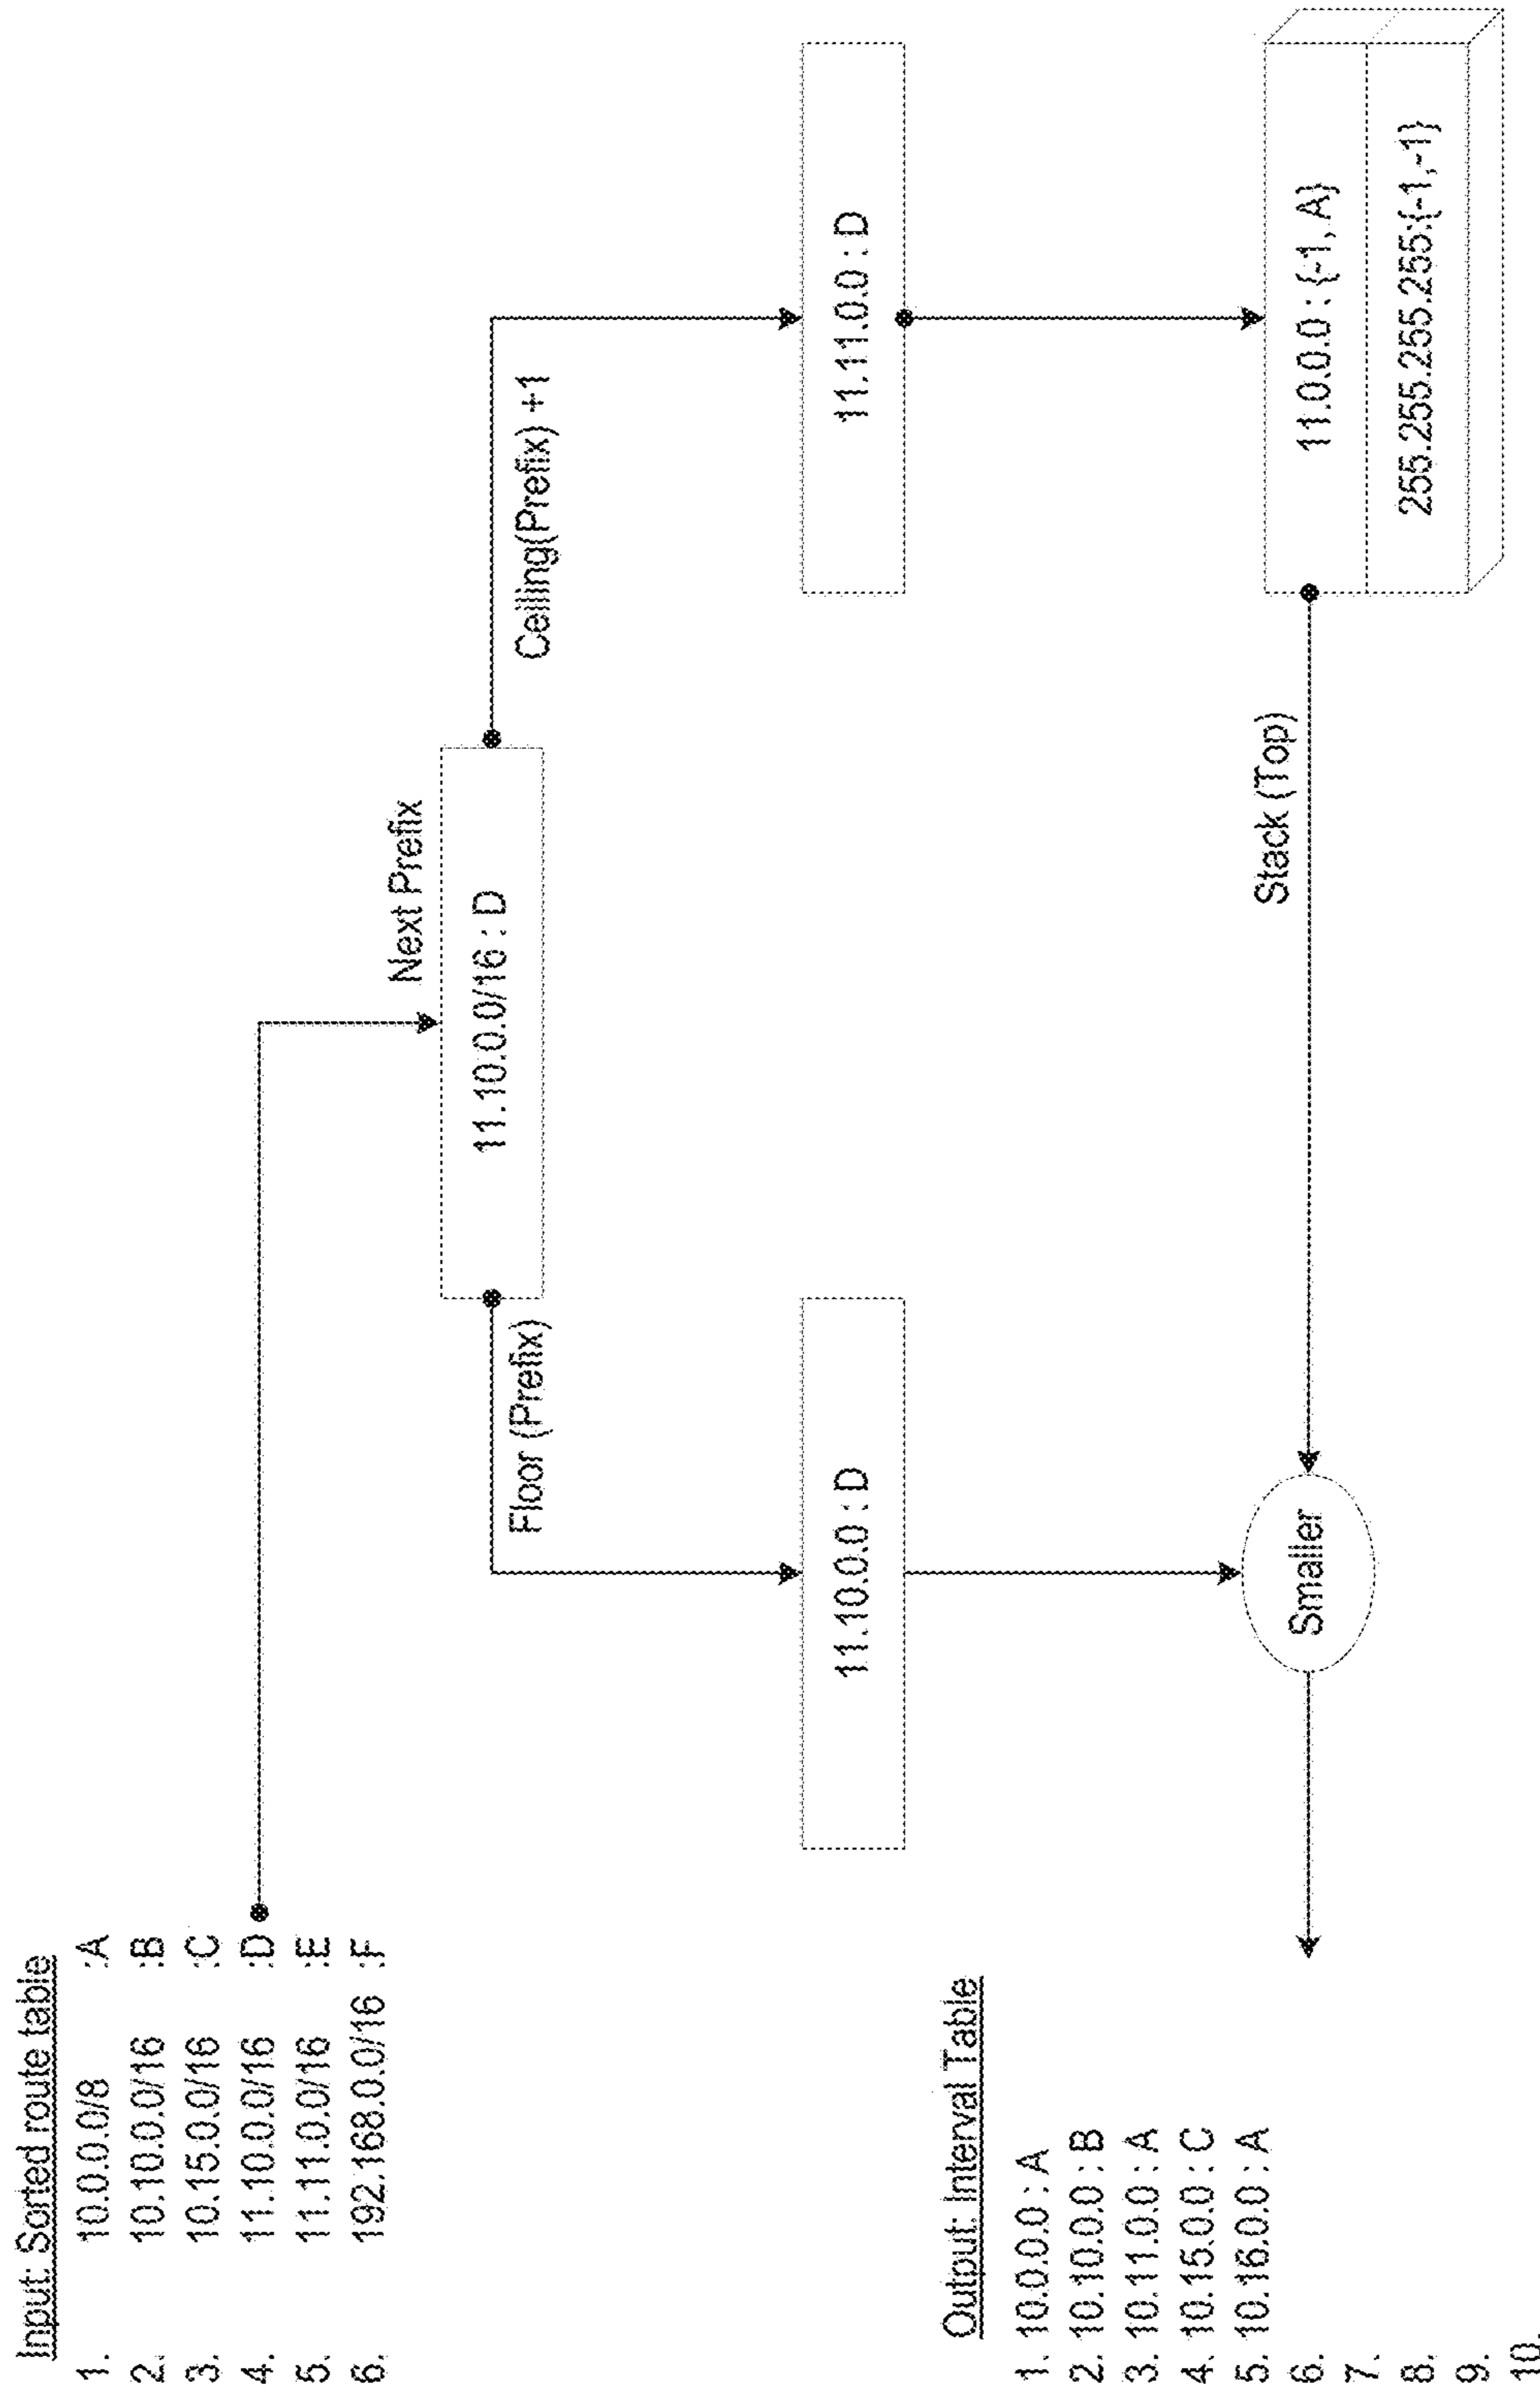 Input: Sorted route table
1. 10.0.0.0/8 :A
2. 10.10.0.0/16 :B
3. 10.15.0.0/16 :C
4. 11.10.0.0/16 :D
5. 11.11.0.0/16 :E
6. 192.168.0.0/16 :F
Next Prefix
11.10.0.0/16 : D
Floor (Prefix)
Ceiling(Prefix) +1
11.10.0.0 : D
11.11.0.0 : D
Output: Interval Table
1. 10.0.0.0 : A
2. 10.10.0.0 : B
3. 10.11.0.0 : A
4. 10.15.0.0 : C
5. 10.16.0.0 : A
6.
7.
8.
9.
10.
Smaller
Stack (Top)
11.0.0.0 : {-1, A}
255.255.255.255:{-1,-1}